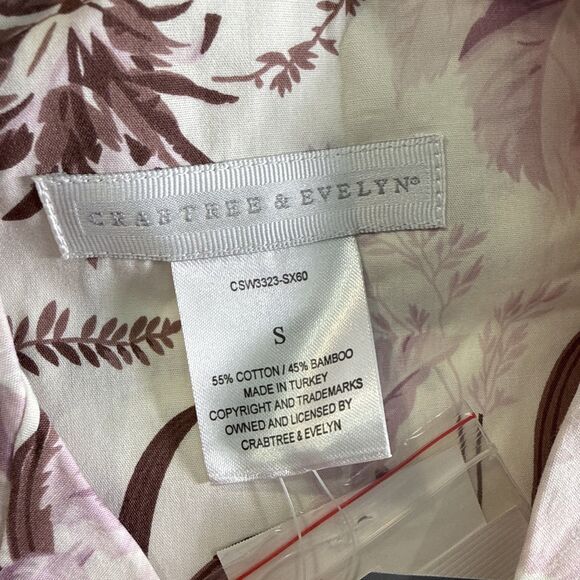 CRABTREE & EVELYN®
CSW3323-SX60
S
55% COTTON / 45% BAMBOO
MADE IN TURKEY
COPYRIGHT AND TRADEMARKS
OWNED AND LICENSED BY
CRABTREE & EVELYN